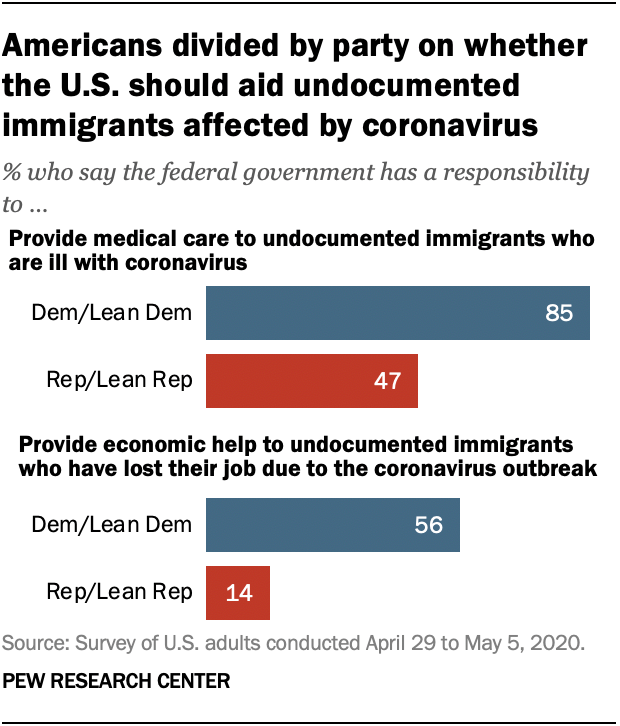 Americans divided by party on whether
the U.S. should aid undocumented
immigrants affected by coronavirus
% who say the federal government has a responsibility
to ...
Provide medical care to undocumented immigrants who
are ill with coronavirus
Dem/Lean Dem 85
Rep/Lean Rep 47
Provide economic help to undocumented immigrants
who have lost their job due to the coronavirus outbreak
Dem/Lean Dem 56
Rep/Lean Rep 14
Source: Survey of U.S. adults conducted April 29 to May 5, 2020.
PEW RESEARCH CENTER